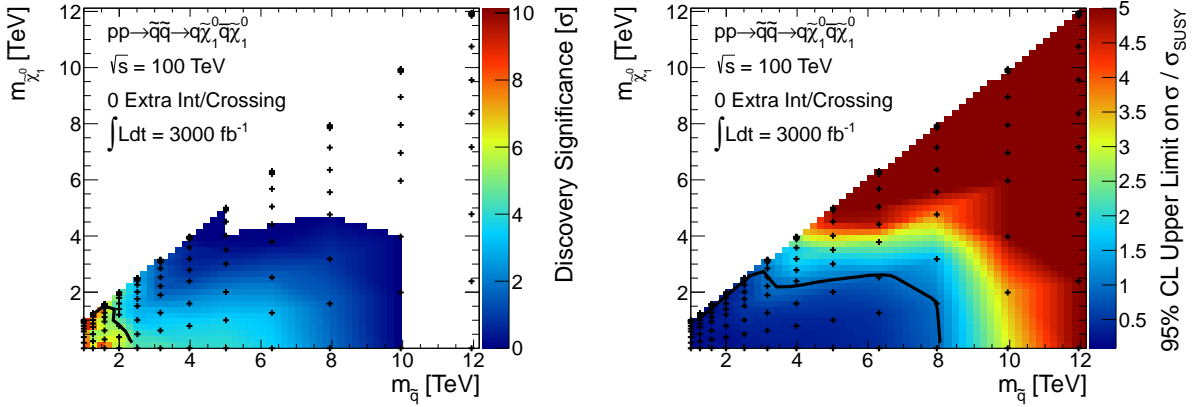 m_χ̃₁⁰ [TeV]
12
10
8
6
4
2
pp→q̃q̃̄→qχ̃₁⁰q̄χ̃₁⁰
√s = 100 TeV
0 Extra Int/Crossing
∫Ldt = 3000 fb⁻¹
2 4 6 8 10 12
m_q̃ [TeV]
10
8
6
4
2
0
Discovery Significance [σ]
m_χ̃₁⁰ [TeV]
12
10
8
6
4
2
pp→q̃q̃̄→qχ̃₁⁰q̄χ̃₁⁰
√s = 100 TeV
0 Extra Int/Crossing
∫Ldt = 3000 fb⁻¹
2 4 6 8 10 12
m_q̃ [TeV]
5
4.5
4
3.5
3
2.5
2
1.5
1
0.5
95% CL Upper Limit on σ / σ_SUSY